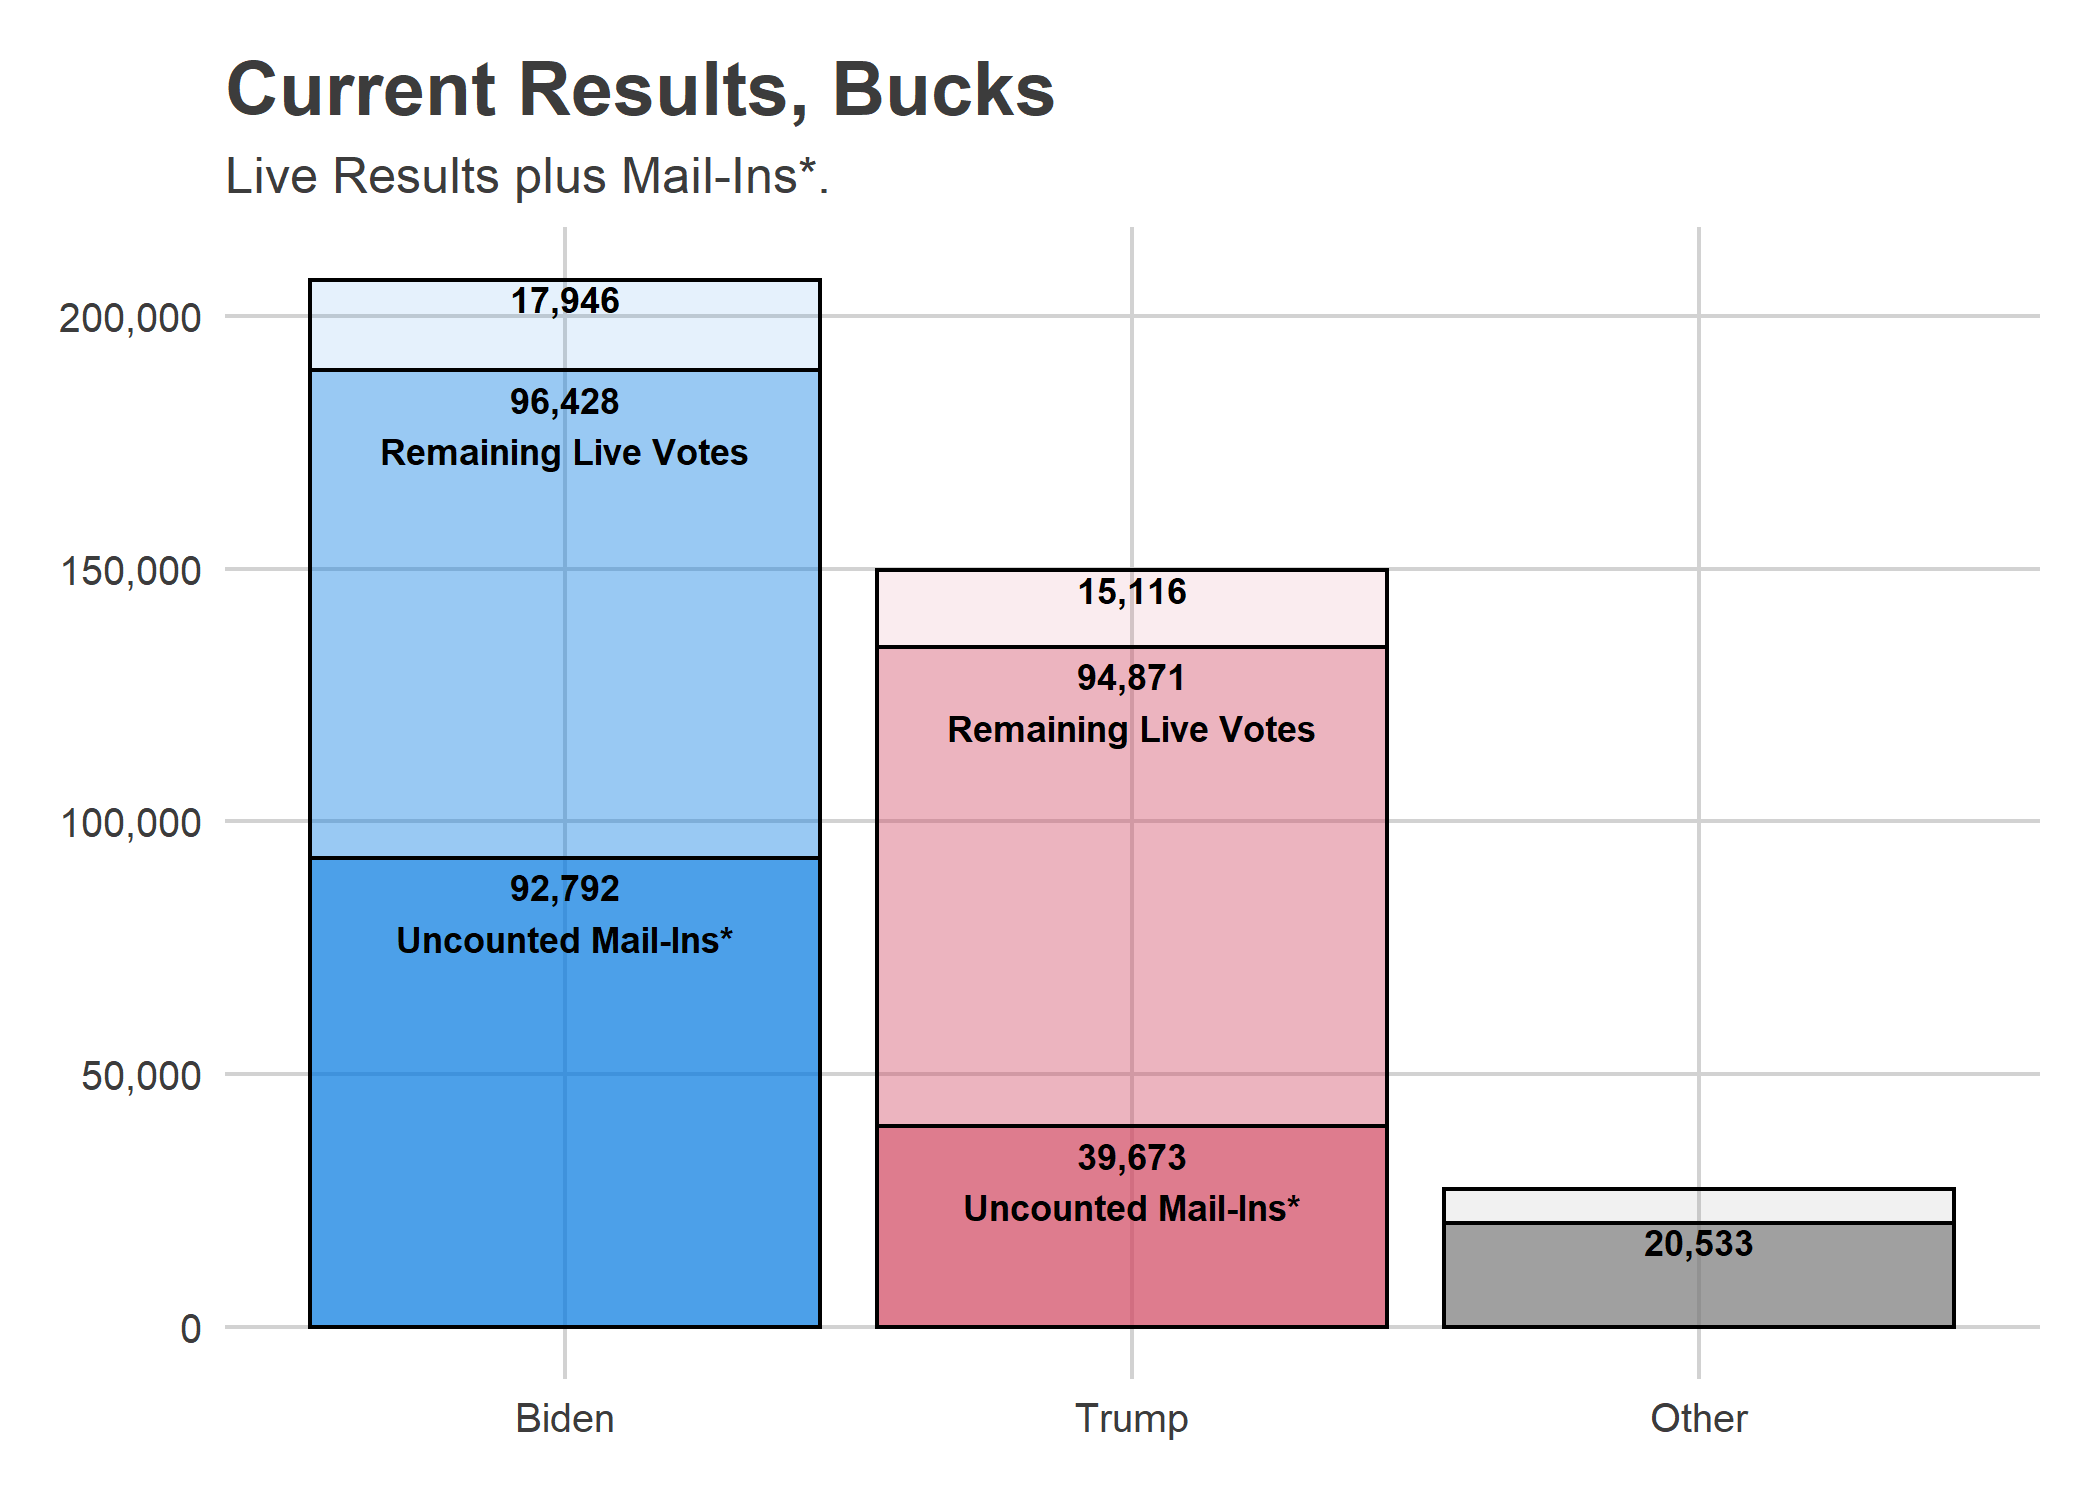 Current Results, Bucks
Live Results plus Mail-Ins*.
200,000
150,000
100,000
50,000
0
17,946
96,428
Remaining Live Votes
92,792
Uncounted Mail-Ins*
15,116
94,871
Remaining Live Votes
39,673
Uncounted Mail-Ins*
20,533
Biden
Trump
Other